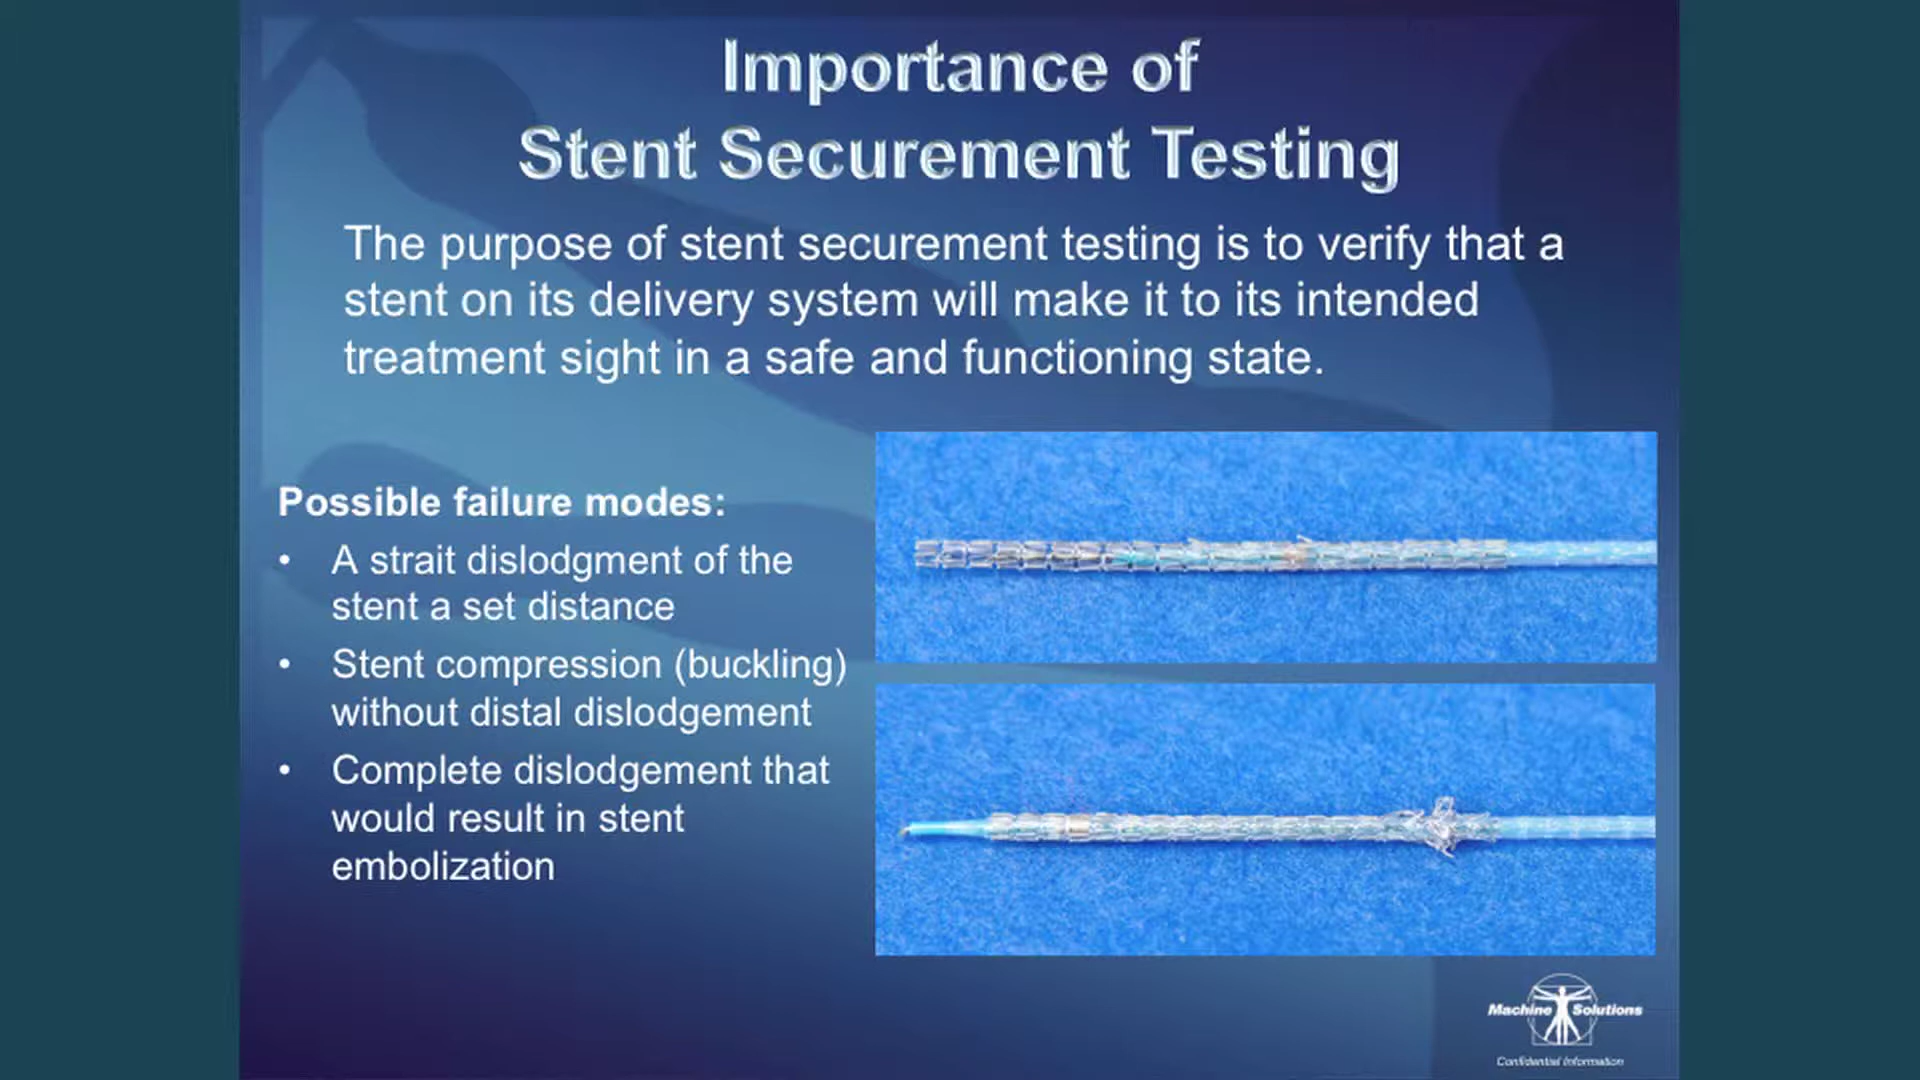 Importance of
Stent Securement Testing
The purpose of stent securement testing is to verify that a
stent on its delivery system will make it to its intended
treatment sight in a safe and functioning state.
Possible failure modes:
• A strait dislodgment of the
stent a set distance
• Stent compression (buckling)
without distal dislodgement
• Complete dislodgement that
would result in stent
embolization
Machine Solutions
Confidential Information